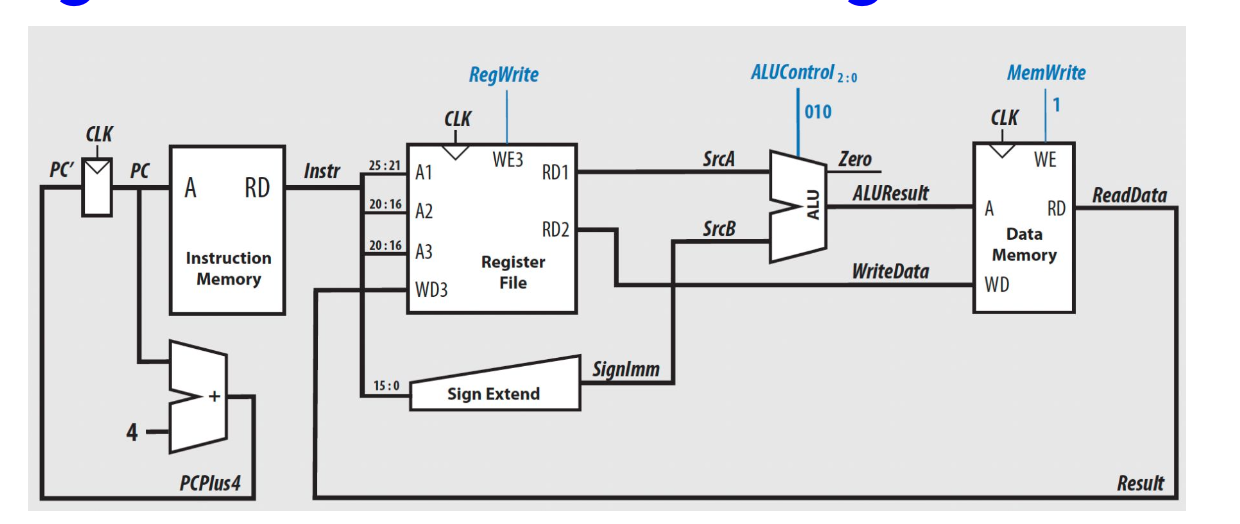 RegWrite
ALUControl 2:0
MemWrite
CLK
CLK
010
CLK
1
PC'
PC
A
RD
Instr
25:21
A1
WE3
RD1
SrcA
Zero
WE
20:16
A2
RD2
SrcB
ALU
ALUResult
A
RD
ReadData
Instruction
Memory
20:16
A3
Register
File
Data
Memory
WD3
WriteData
WD
SignImm
15:0
Sign Extend
+
4
PCPlus4
Result